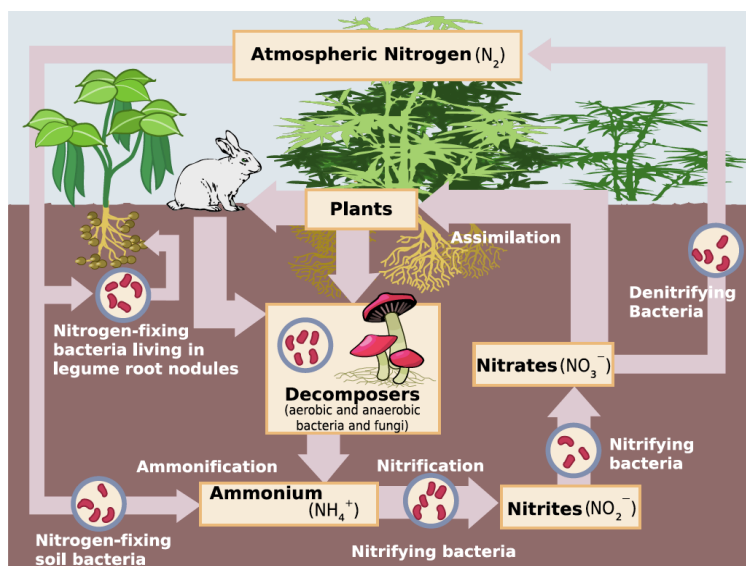 Atmospheric Nitrogen (N₂)
Plants
Assimilation
Denitrifying
Bacteria
Nitrogen-fixing
bacteria living in
legume root nodules
Decomposers
(aerobic and anaerobic
bacteria and fungi)
Nitrates (NO₃⁻)
Nitrifying
bacteria
Ammonification
Nitrification
Ammonium
(NH₄⁺)
Nitrites (NO₂⁻)
Nitrifying bacteria
Nitrogen-fixing
soil bacteria